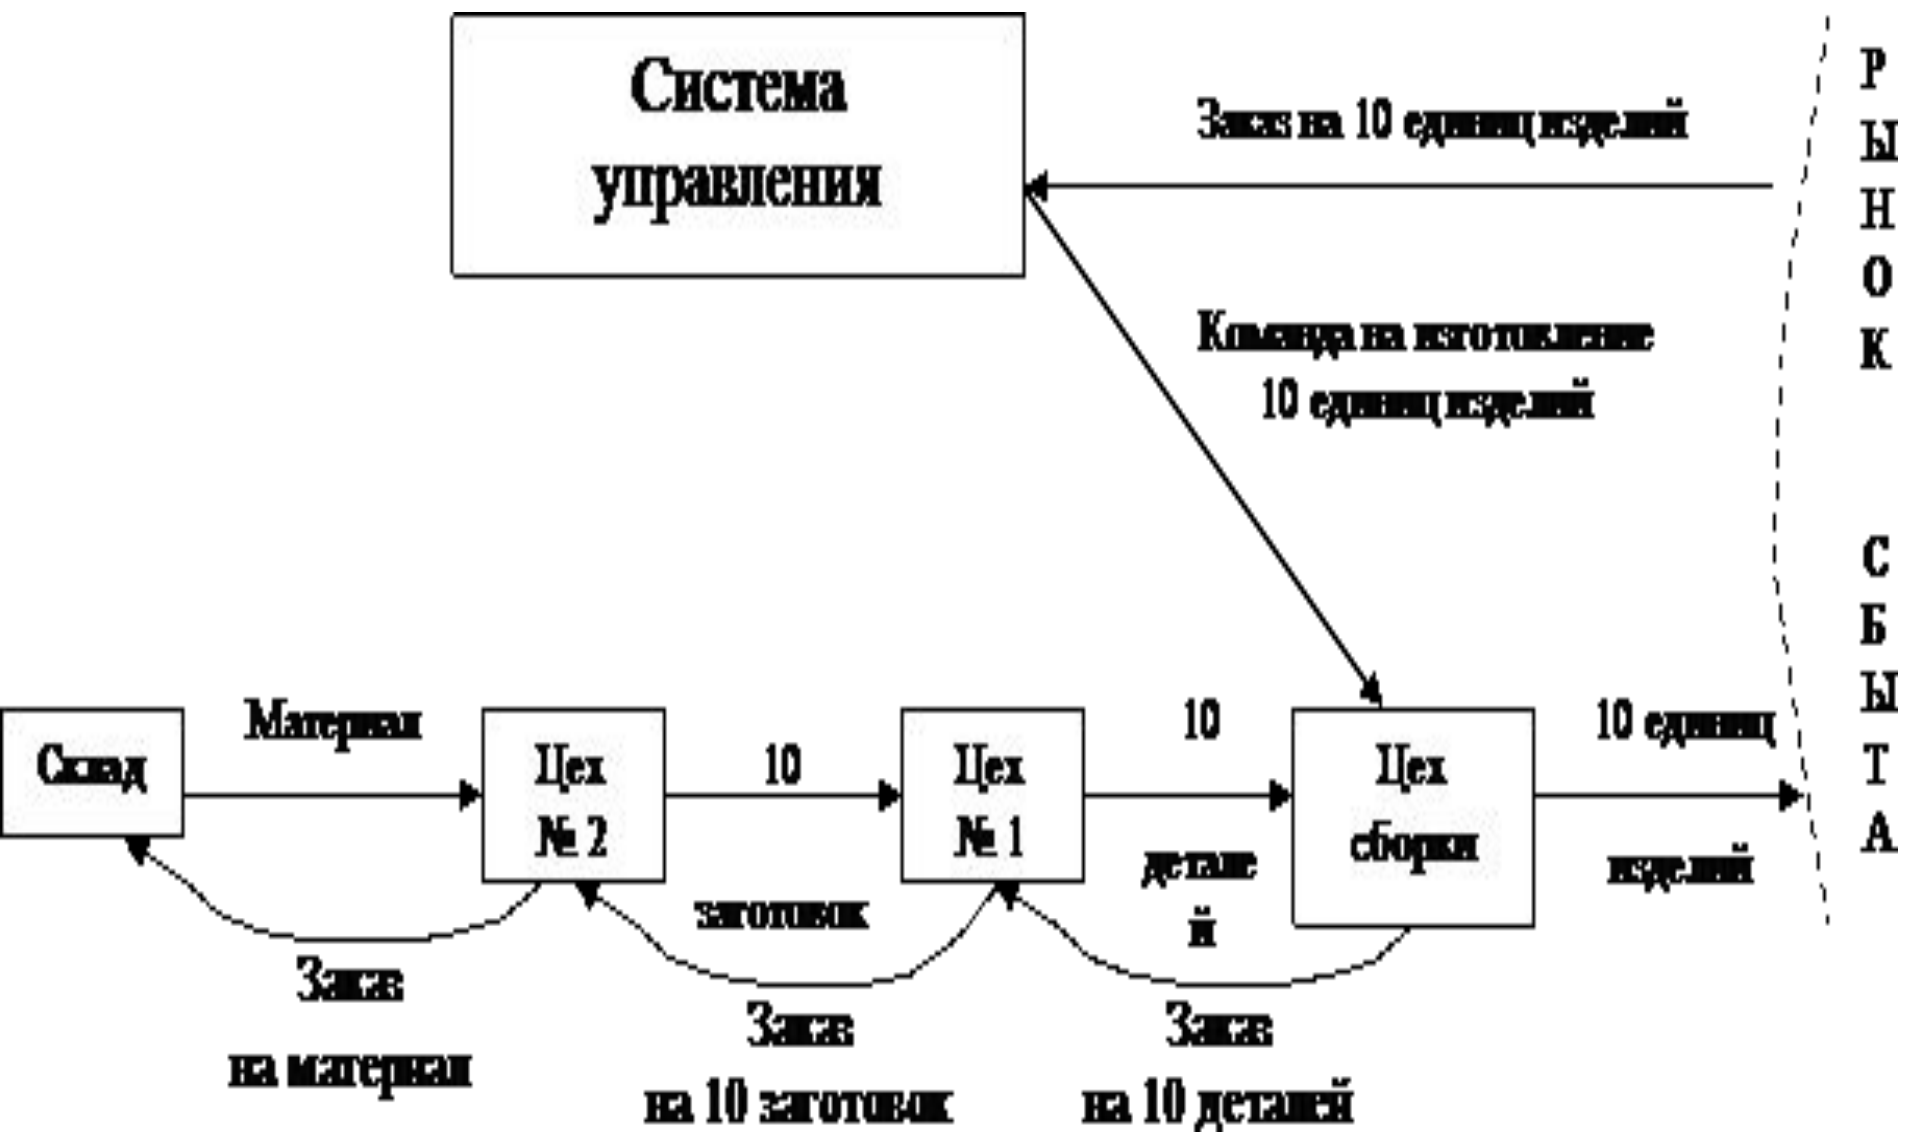 Система
управления
Заказ на 10 единиц изделий
Команда на изготовление
10 единиц изделий
РЫНОК СБЫТА
Склад
Материал
Цех
№ 2
10
заготовок
Цех
№ 1
10
детале
й
Цех
сборки
10 единиц
изделий
Заказ
на материал
Заказ
на 10 заготовок
Заказ
на 10 деталей